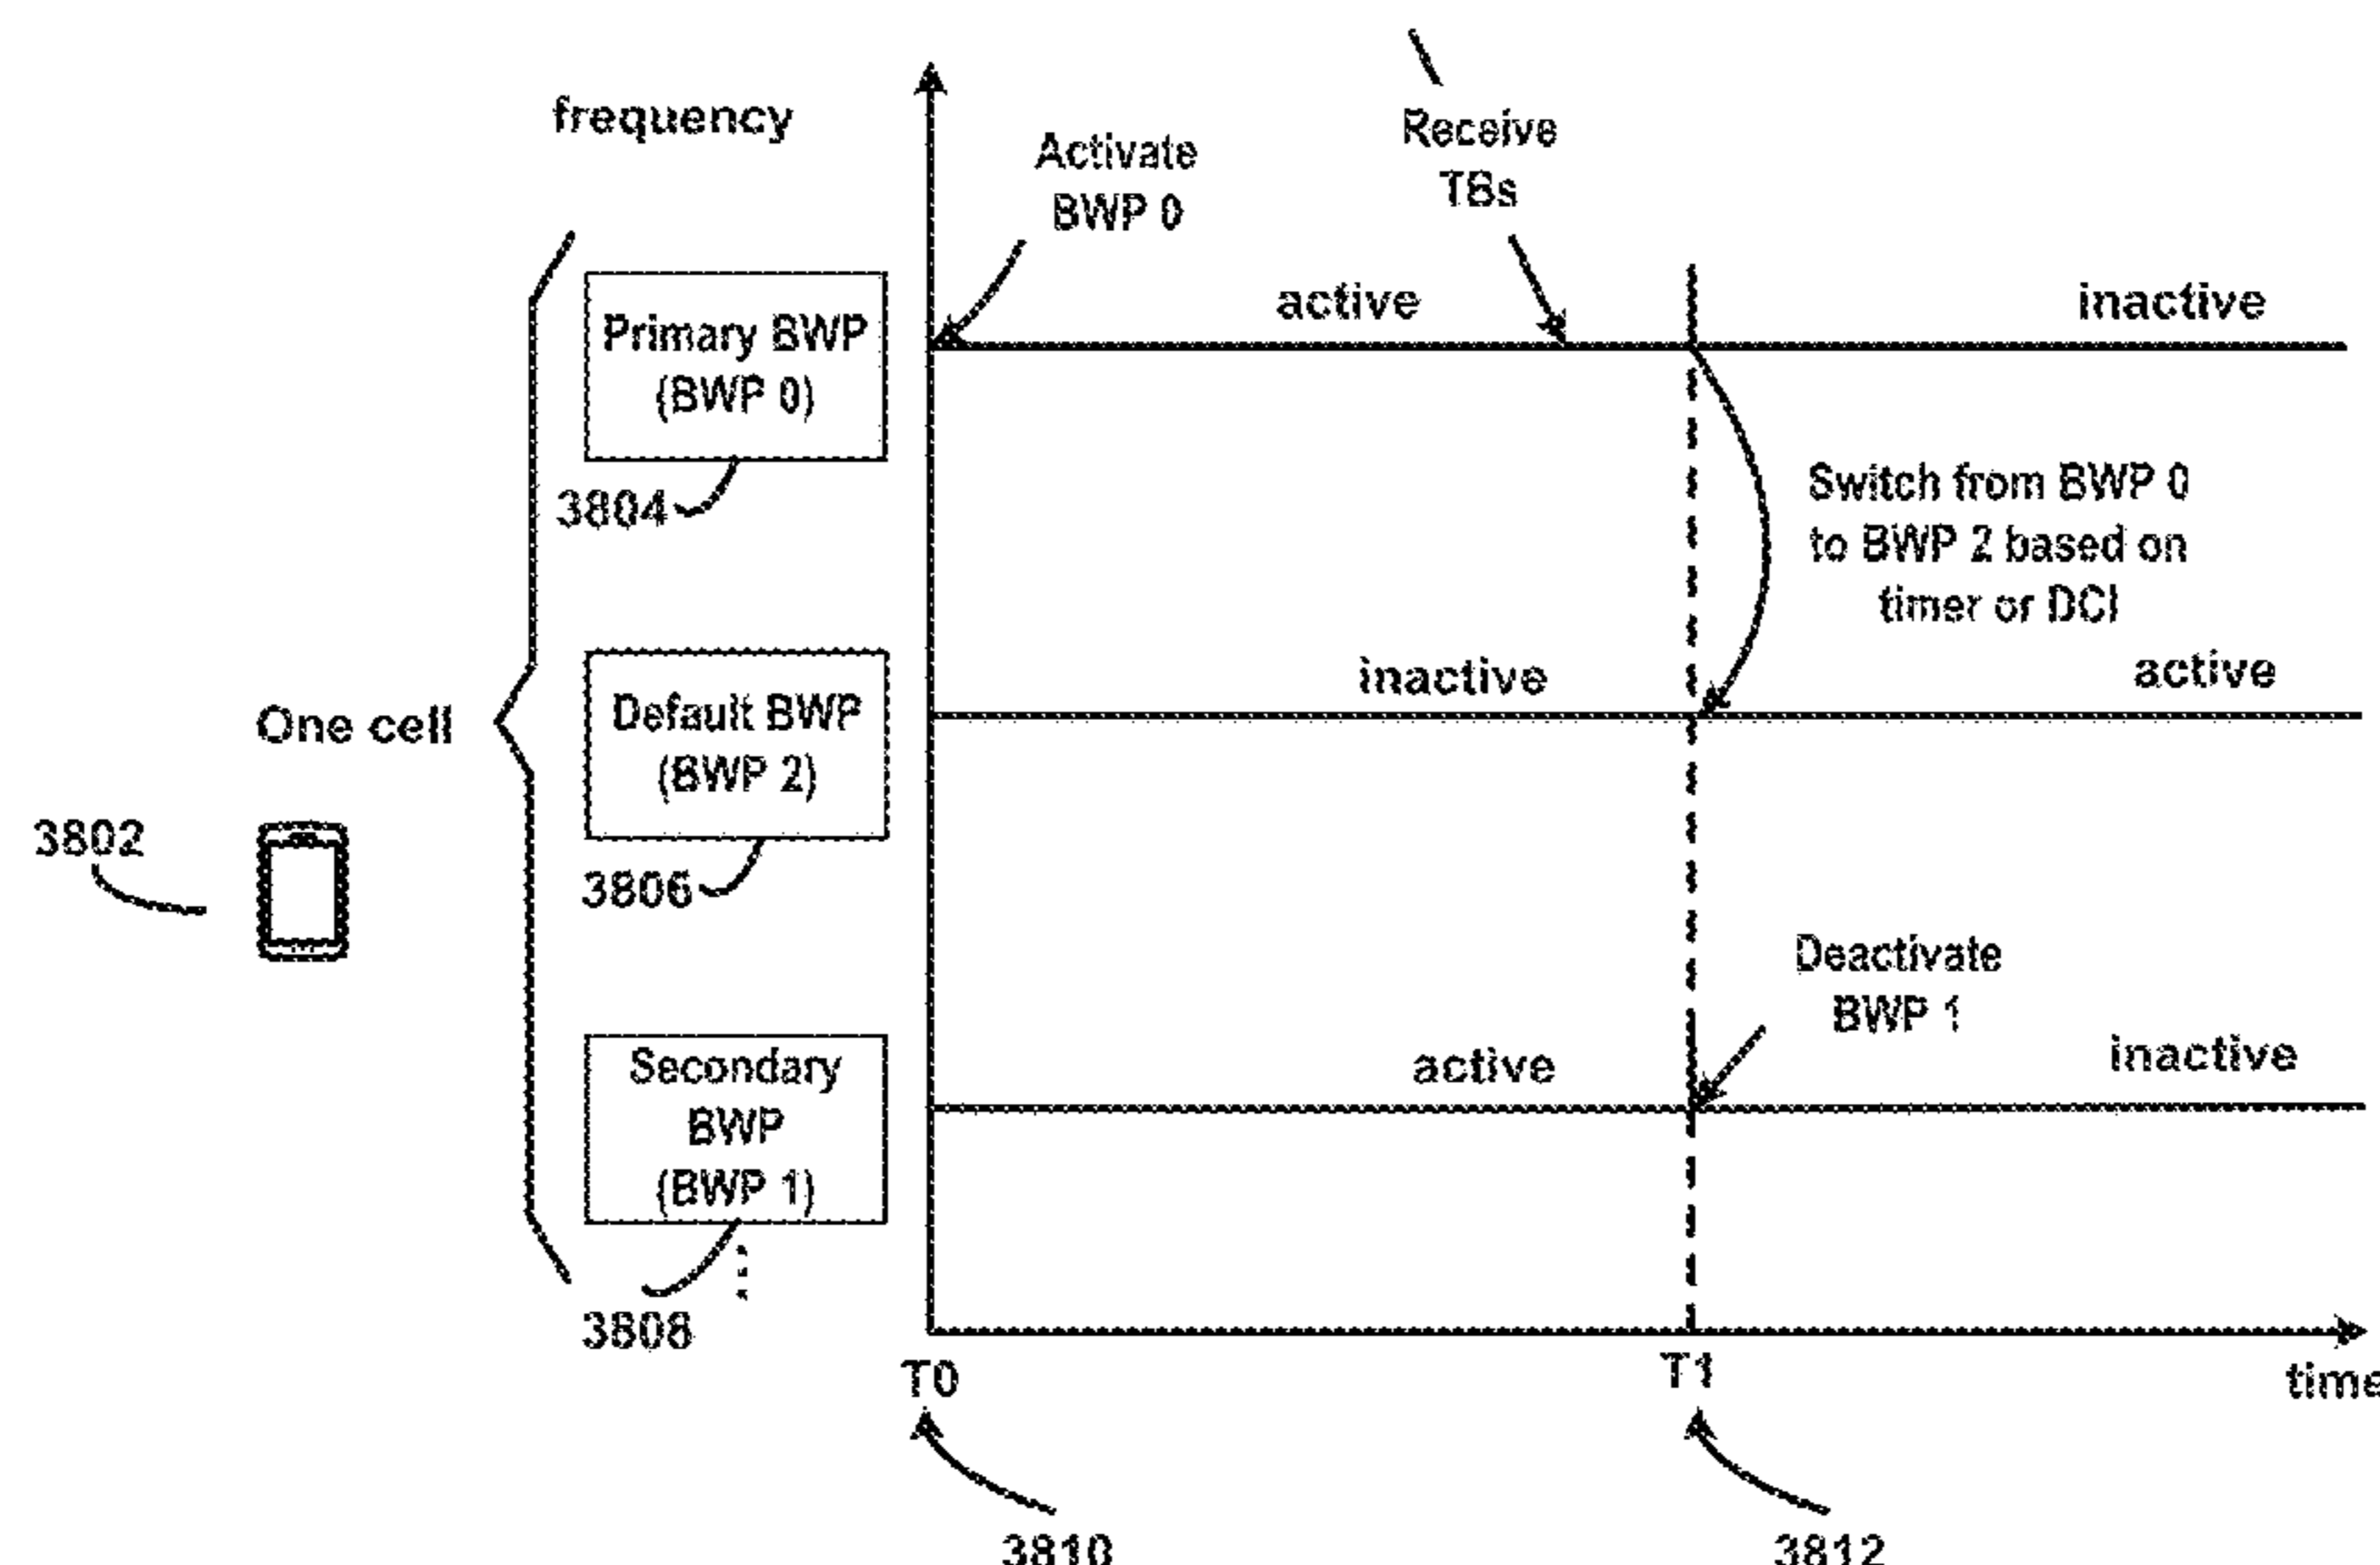 frequency
Activate
BWP 0
Receive
TBs
active
inactive
Primary BWP
(BWP 0)
3804
Switch from BWP 0
to BWP 2 based on
timer or DCI
inactive
active
One cell
Default BWP
(BWP 2)
3802
3806
Deactivate
BWP 1
active
inactive
Secondary
BWP
(BWP 1)
3808
T0
T1
time
3810
3812